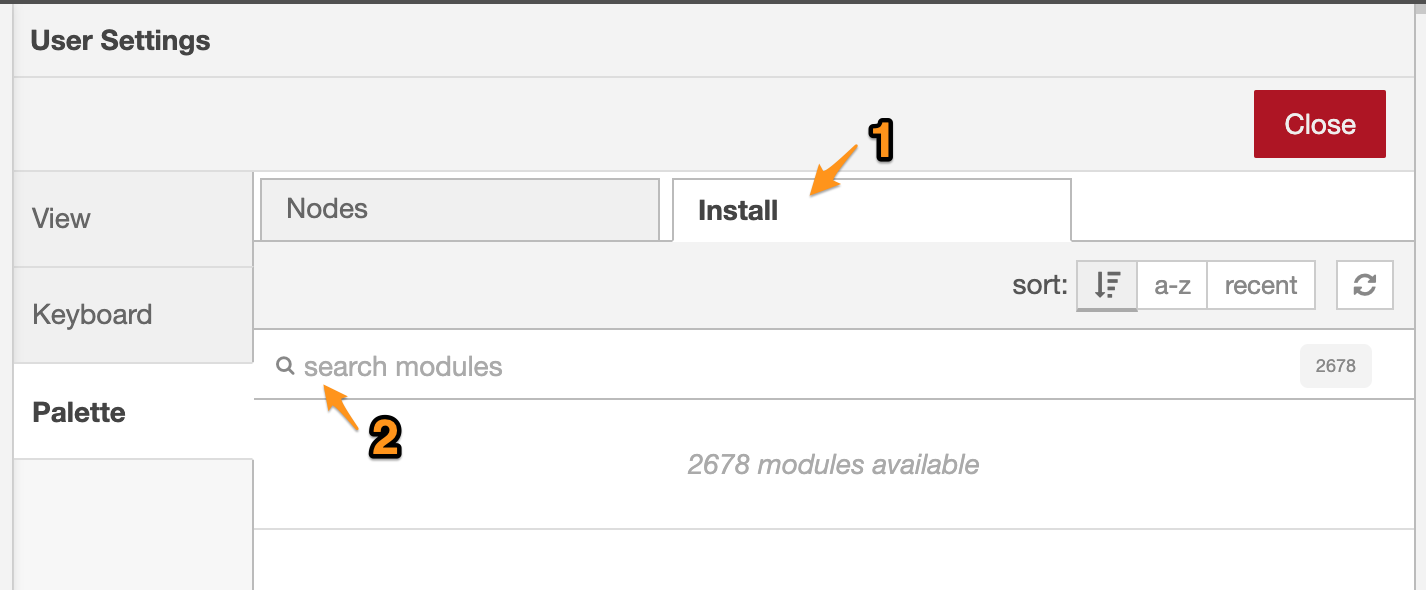 User Settings
Close
1
View
Nodes
Install
sort:
a-z
recent
Keyboard
search modules
2678
Palette
2
2678 modules available